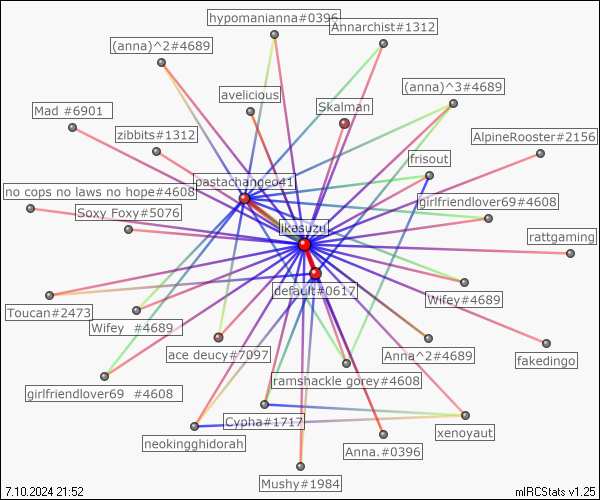 hypomanianna#0396
Annarchist#1312
(anna)^2#4689
(anna)^3#4689
avelicious
Skalman
Mad #6901
zibbits#1312
AlpineRooster#2156
frisout
pastachangeo41
no cops no laws no hope#4608
girlfriendlover69#4608
Soxy Foxy#5076
ikasuzu
rattgaming
default#0617
Toucan#2473
Wifey#4689
Wifey #4689
ace deucy#7097
Anna^2#4689
fakedingo
ramshackle gorey#4608
girlfriendlover69 #4608
Cypha#1717
neokingghidorah
xenoyaut
Anna.#0396
Mushy#1984
7.10.2024 21:52
mIRCStats v1.25